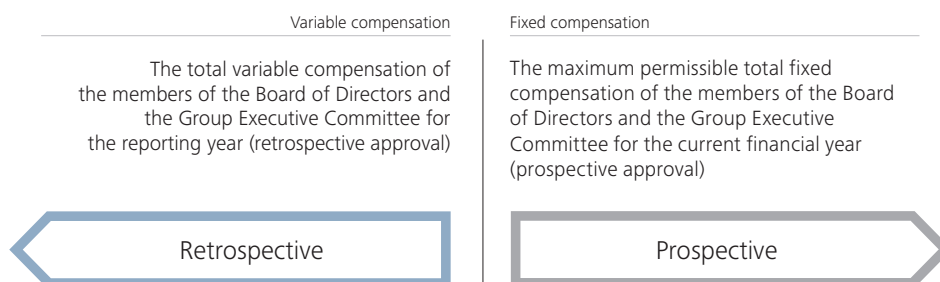 Variable compensation
The total variable compensation of
the members of the Board of Directors and
the Group Executive Committee for
the reporting year (retrospective approval)
Retrospective
Fixed compensation
The maximum permissible total fixed
compensation of the members of the Board
of Directors and the Group Executive
Committee for the current financial year
(prospective approval)
Prospective